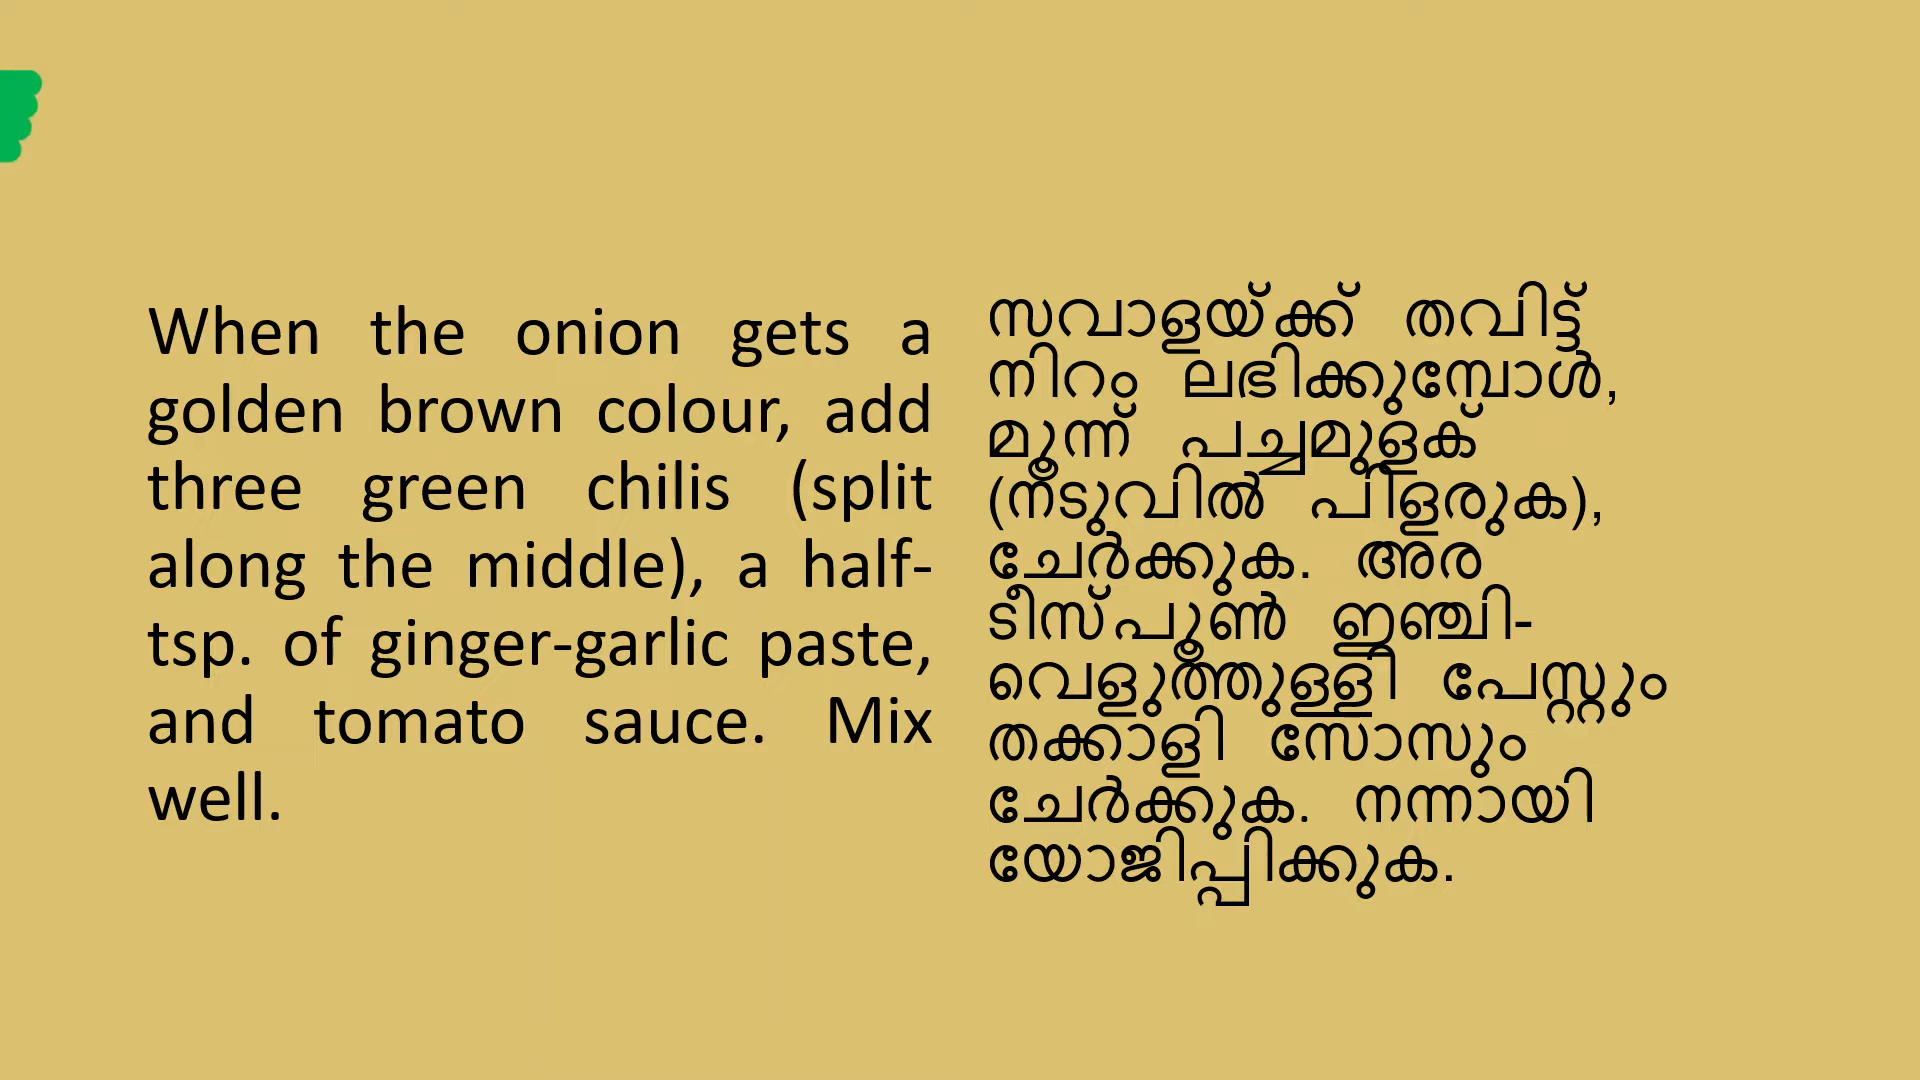 When the onion gets a
golden brown colour, add
three green chilis (split
along the middle), a half-
tsp. of ginger-garlic paste,
and tomato sauce. Mix
well.
സവാളയ്ക്ക് തവിട്ട്
നിറം ലഭിക്കുമ്പോൾ,
മൂന്ന് പച്ചമുളക്
(നടുവിൽ പിളരുക),
ചേർക്കുക. അര
ടീസ്പൂൺ ഇഞ്ചി-
വെളുത്തുള്ളി പേസ്റ്റും
തക്കാളി സോസും
ചേർക്കുക. നന്നായി
യോജിപ്പിക്കുക.